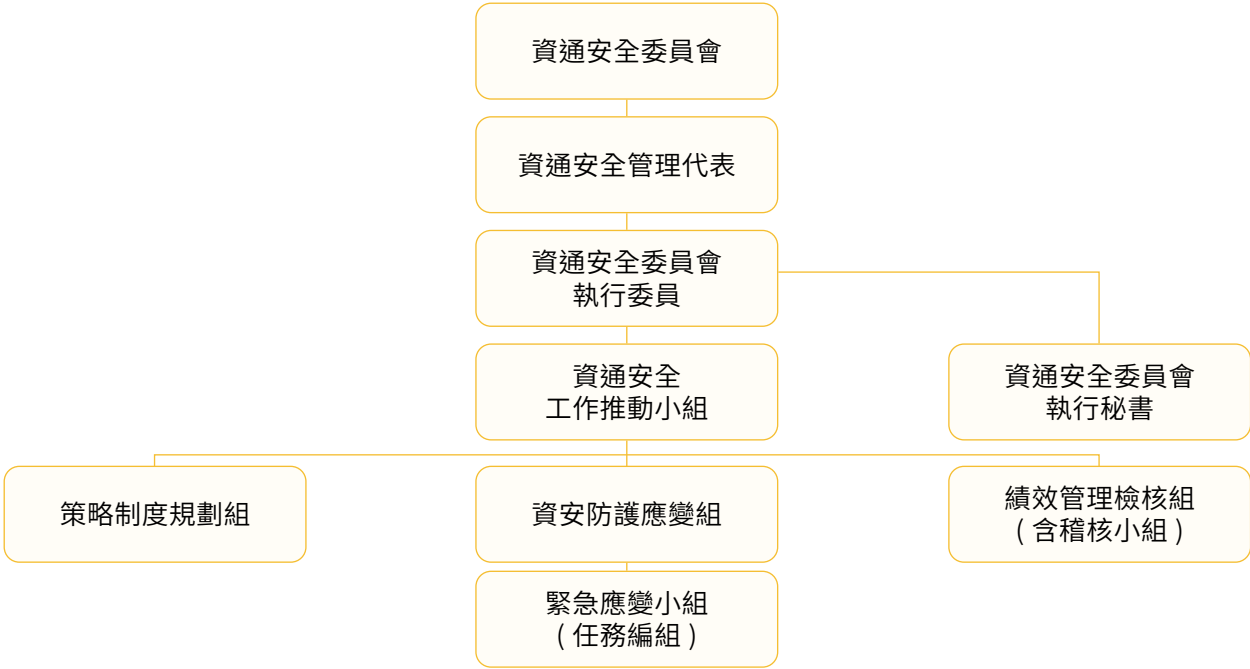 資通安全委員會
資通安全管理代表
資通安全委員會
執行委員
資通安全
工作推動小組
資通安全委員會
執行秘書
策略制度規劃組
資安防護應變組
績效管理檢核組
( 含稽核小組 )
緊急應變小組
( 任務編組 )